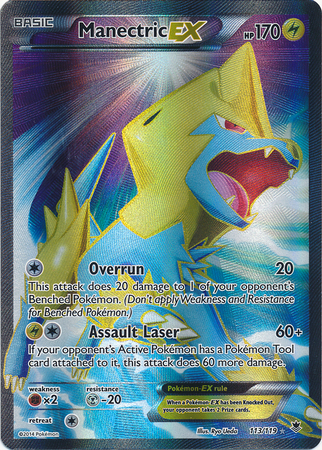 BASIC
Manectric EX
HP170
Overrun 20
This attack does 20 damage to 1 of your opponent's
Benched Pokémon. (Don't apply Weakness and Resistance
for Benched Pokémon.)
Assault Laser 60+
If your opponent's Active Pokémon has a Pokémon Tool
card attached to it, this attack does 60 more damage.
weakness
×2
resistance
-20
retreat
Pokémon-EX rule
When a Pokémon-EX has been Knocked Out,
your opponent takes 2 Prize cards.
©2014 Pokémon
Illus. Ryo Ueda
113/119